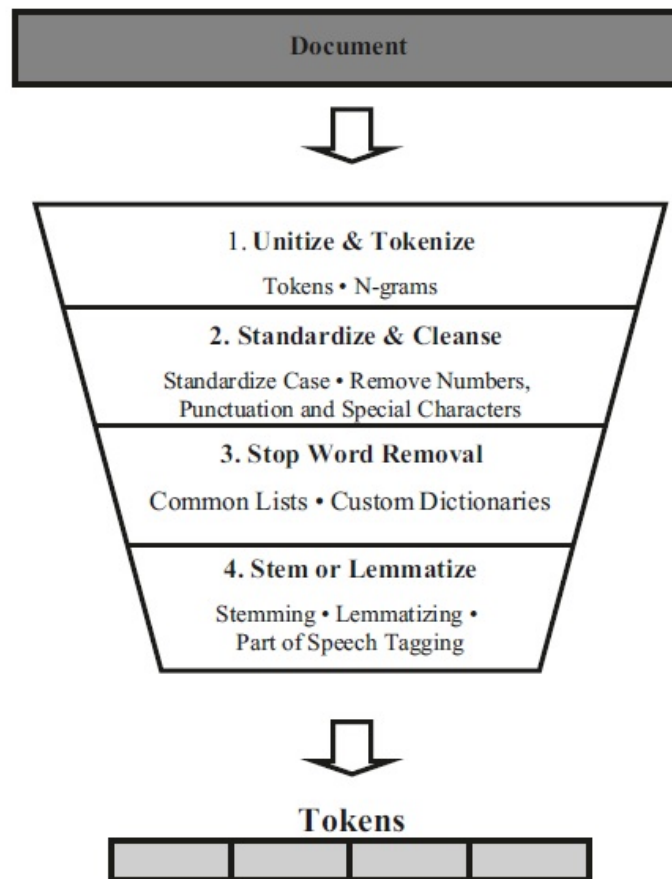 Document
1. Unitize & Tokenize
Tokens • N-grams
2. Standardize & Cleanse
Standardize Case • Remove Numbers,
Punctuation and Special Characters
3. Stop Word Removal
Common Lists • Custom Dictionaries
4. Stem or Lemmatize
Stemming • Lemmatizing •
Part of Speech Tagging
Tokens